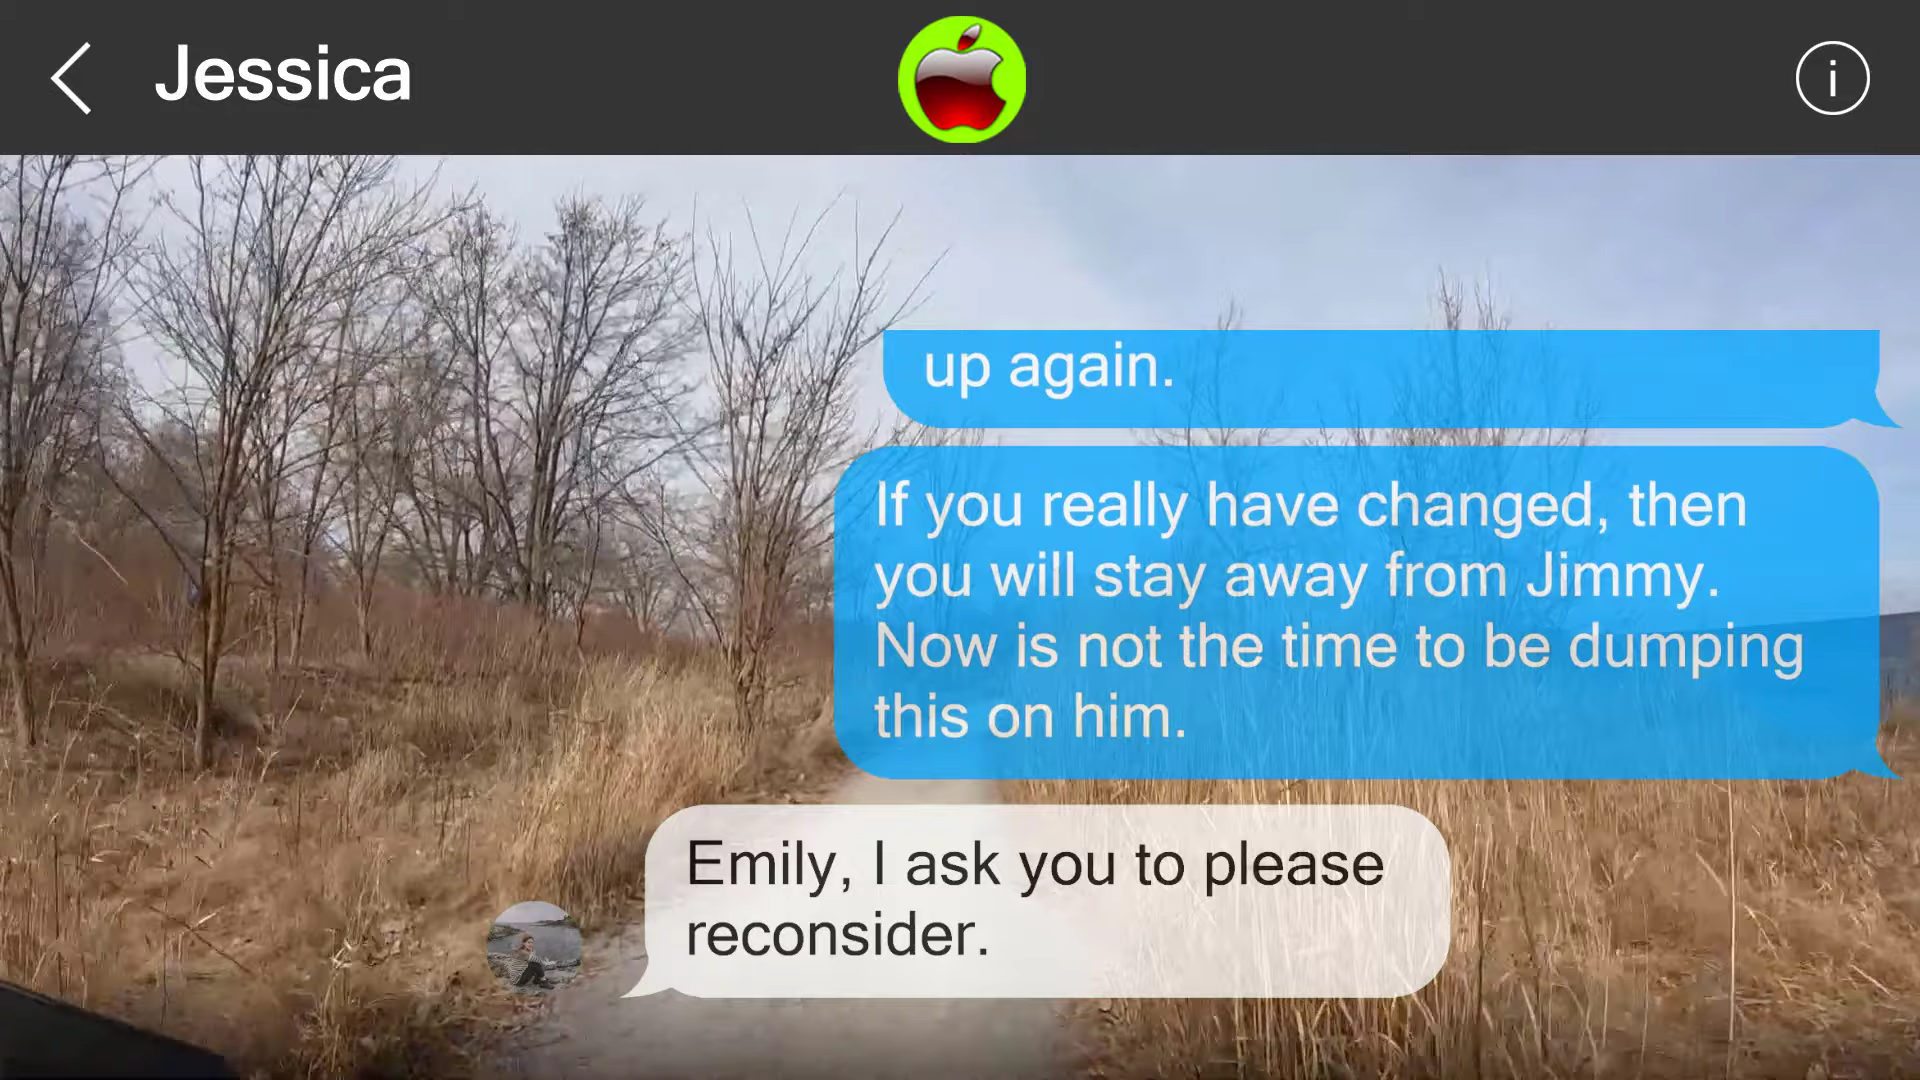 Jessica
up again.
If you really have changed, then
you will stay away from Jimmy.
Now is not the time to be dumping
this on him.
Emily, I ask you to please
reconsider.